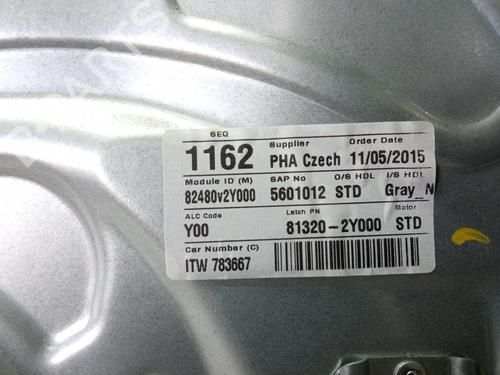 SEQ Supplier Order Date
1162 PHA Czech 11/05/2015
Module ID (M) SAP No O/S HDL I/S HDL
82480v2Y000 5601012 STD Gray_N
ALC Code Latch PN Motor
Y00 81320-2Y000 STD
Car Number (C)
ITW 783667